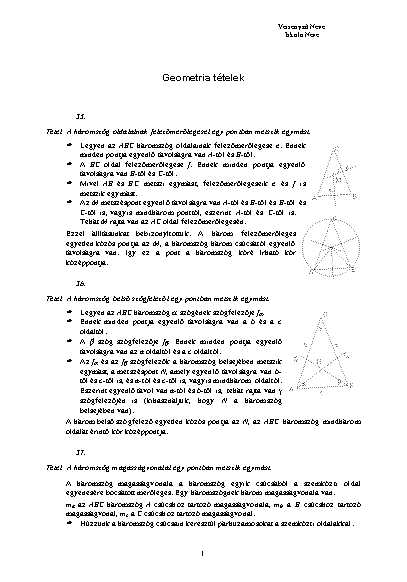 Versenyző Neve
Iskola Neve
Geometria tételek
35.
Tétel: A háromszög oldalainak felezőmerőlegesei egy pontban metszik egymást.
Legyen az ABC háromszög oldalainak felezőmerőlegese e. Ennek
minden pontja egyenlő távolságra van A-tól és B-től.
A BC oldal felezőmerőlegese f. Ennek minden pontja egyenlő
távolságra van B-től és C-től.
Mivel AB és BC metszi egymást, felezőmerőlegeseik e és f is
metszik egymást.
Az M metszéspont egyenlő távolságra van A-tól és B-től és B-től és
C-től is, vagyis mindhárom ponttól, eszerint A-tól és C-től is.
Tehát M rajta van az AC oldal felezőmerőlegesén.
Ezzel állításunkat bebizonyítottuk. A három felezőmerőleges
egyetlen közös pontja az M, a háromszög három csúcsától egyenlő
távolságra van. Így ez a pont a háromszög köré írható kör
középpontja.
36.
Tétel: A háromszög belső szögfelezői egy pontban metszik egymást.
Legyen az ABC háromszög α szögének szögfelezője fα.
Ennek minden pontja egyenlő távolságra van a b és a c
oldaltól.
A β szög szögfelezője fβ. Ennek minden pontja egyenlő
távolságra van az a oldaltól és a c oldaltól.
Az fα és az fβ szögfelezők a háromszög belsejében metszik
egymást, a metszéspont N, amely egyenlő távolságra van b-
től és c-től is, és a-tól és c-től is, vagyis mindhárom oldaltól.
Eszerint egyenlő távol van a-tól és b-től is, tehát rajta van γ
szögfelezőjén is (kihasználjuk, hogy N a háromszög
belsejében van).
A három belső szögfelező egyetlen közös pontja az N, az ABC háromszög mindhárom
oldalát érintő kör középpontja.
37.
Tétel: A háromszög magasságvonalai egy pontban metszik egymást.
A háromszög magasságvonala a háromszög egyik csúcsából a szemközti oldal
egyenesére bocsátott merőleges. Egy háromszögnek három magasságvonala van.
ma az ABC háromszög A csúcshoz tartozó magasságvonala, mb a B csúcshoz tartozó
magasságvonal, mc a C csúcshoz tartozó magasságvonal.
Húzzunk a háromszög csúcsain keresztül párhuzamosokat a szemközti oldalakkal.
1